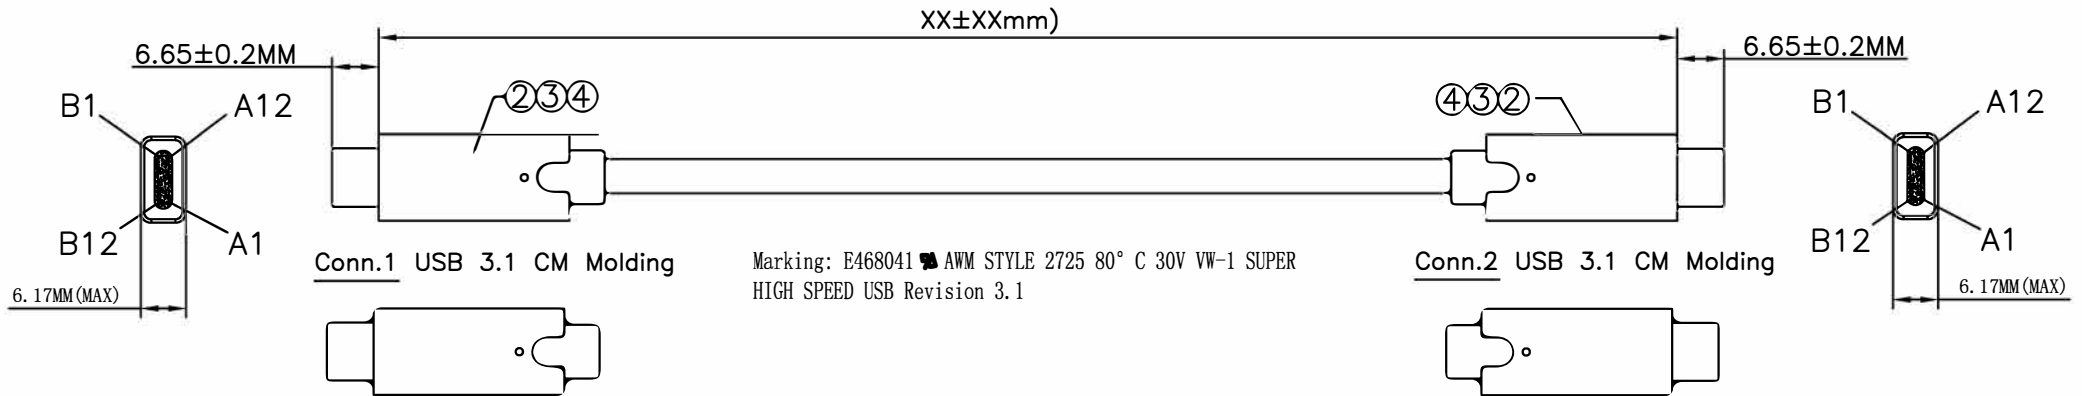 XX±XXmm)
6.65±0.2MM
6.65±0.2MM
②③④
④③②
B1
A12
B1
A12
B12
A1
B12
A1
Conn.1 USB 3.1 CM Molding
Marking: E468041 AWM STYLE 2725 80° C 30V VW-1 SUPER
HIGH SPEED USB Revision 3.1
Conn.2 USB 3.1 CM Molding
6.17MM(MAX)
6.17MM(MAX)